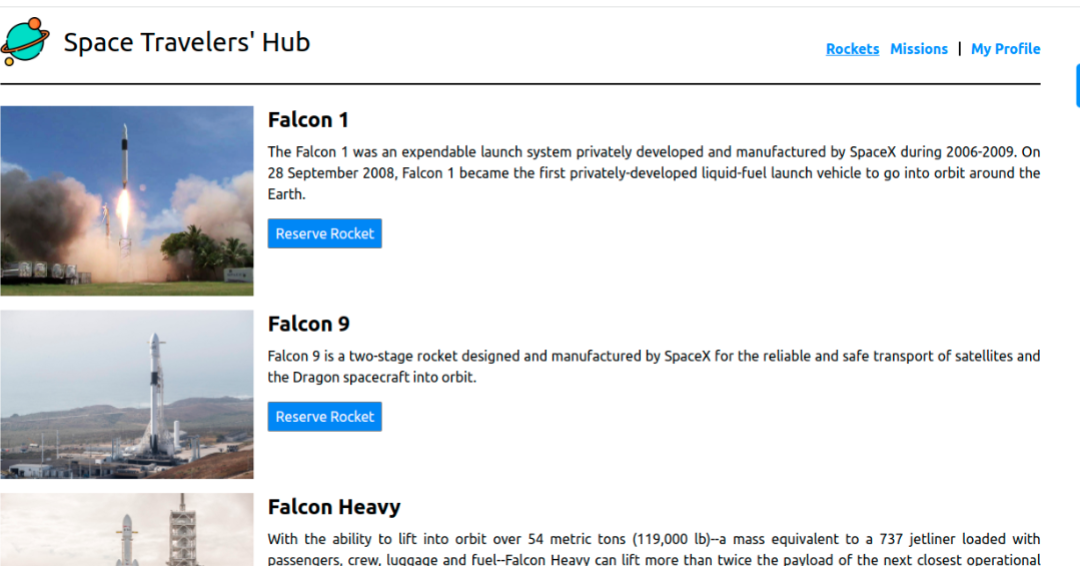 Space Travelers' Hub
Rockets Missions | My Profile
Falcon 1
The Falcon 1 was an expendable launch system privately developed and manufactured by SpaceX during 2006-2009. On
28 September 2008, Falcon 1 became the first privately-developed liquid-fuel launch vehicle to go into orbit around the
Earth.
Reserve Rocket
Falcon 9
Falcon 9 is a two-stage rocket designed and manufactured by SpaceX for the reliable and safe transport of satellites and
the Dragon spacecraft into orbit.
Reserve Rocket
Falcon Heavy
With the ability to lift into orbit over 54 metric tons (119,000 lb)--a mass equivalent to a 737 jetliner loaded with
passengers, crew, luggage and fuel--Falcon Heavy can lift more than twice the payload of the next closest operational